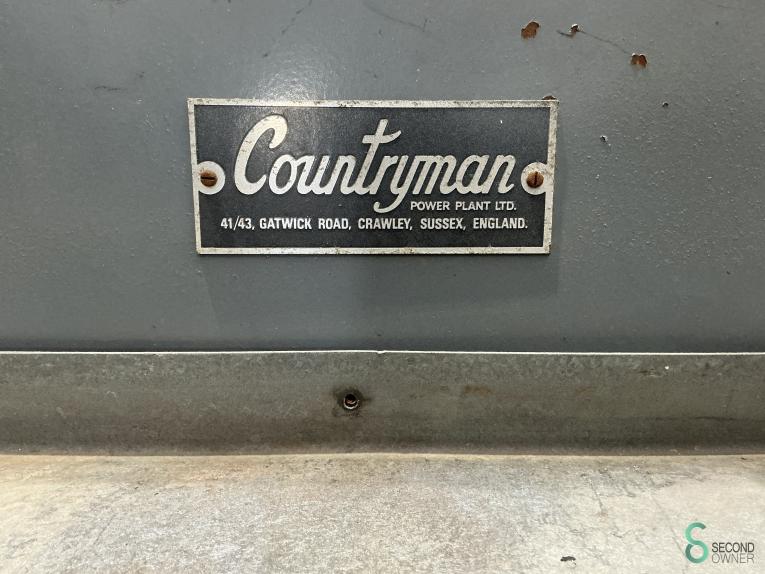 Countryman
POWER PLANT LTD.
41/43, GATWICK ROAD, CRAWLEY, SUSSEX, ENGLAND.
SECOND
OWNER